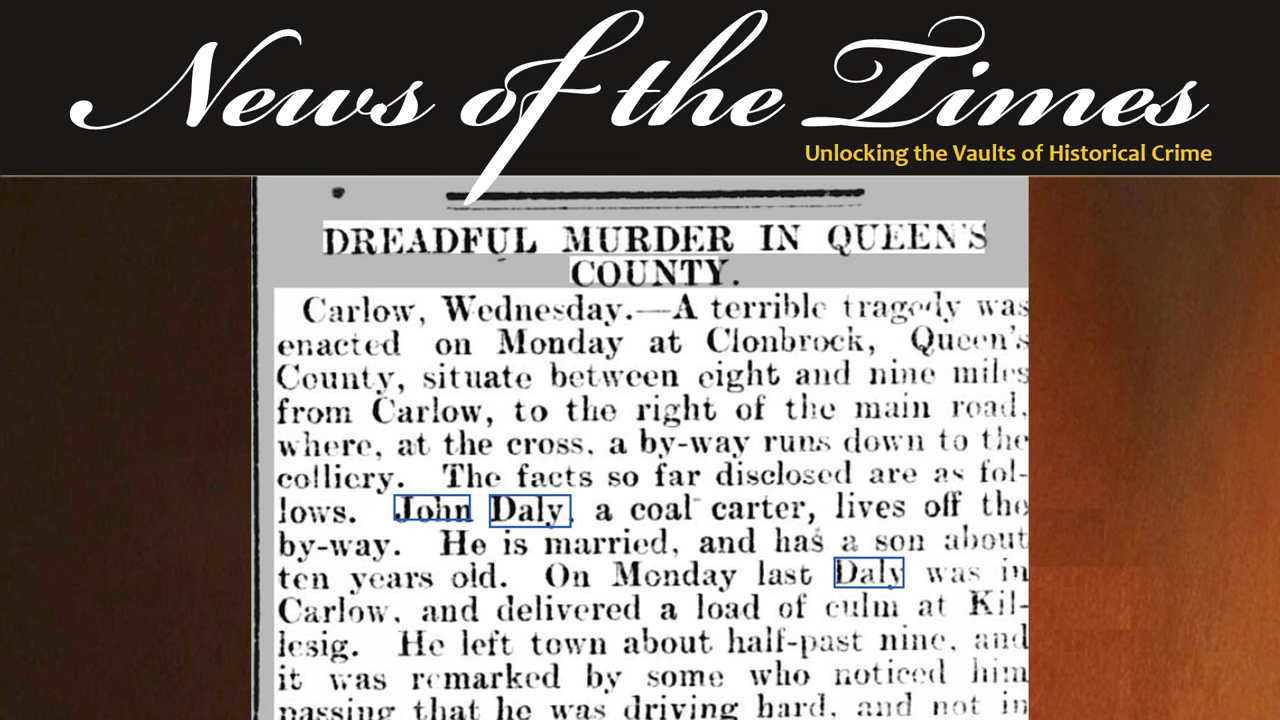 News of the Times
Unlocking the Vaults of Historical Crime
DREADFUL MURDER IN QUEEN'S
COUNTY.
Carlow, Wednesday.—A terrible tragedy was
enacted on Monday at Clonbrock, Queen's
County, situate between eight and nine miles
from Carlow, to the right of the main road,
where, at the cross, a by-way runs down to the
colliery. The facts so far disclosed are as fol-
lows. John Daly, a coal carter, lives off the
by-way. He is married, and has a son about
ten years old. On Monday last Daly was in
Carlow, and delivered a load of culm at Kil-
lesig. He left town about half-past nine, and
it was remarked by some who noticed him
passing that he was driving hard, and not in